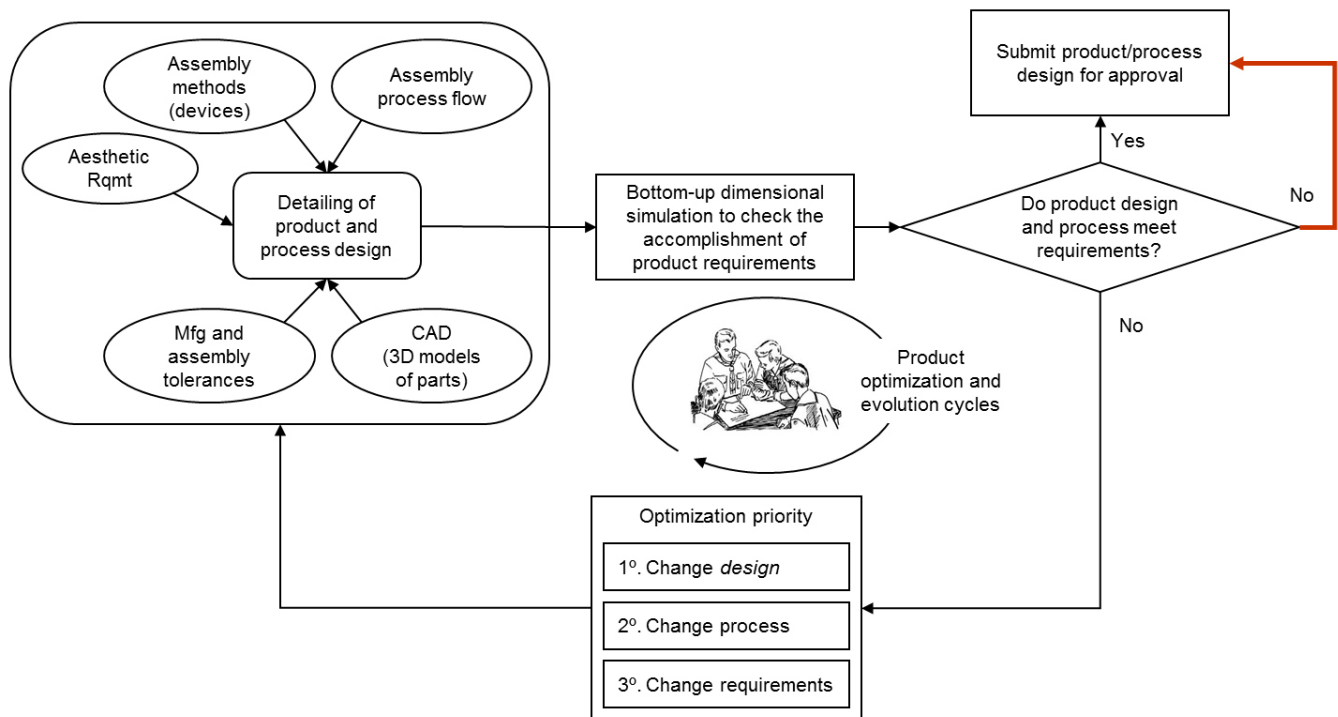 Assembly
methods
(devices)
Assembly
process flow
Aesthetic
Rqmt
Detailing of
product and
process design
Mfg and
assembly
tolerances
CAD
(3D models
of parts)
Bottom-up dimensional
simulation to check the
accomplishment of
product requirements
Submit product/process
design for approval
Yes
No
Do product design
and process meet
requirements?
No
Product
optimization and
evolution cycles
Optimization priority
1º. Change design
2º. Change process
3º. Change requirements